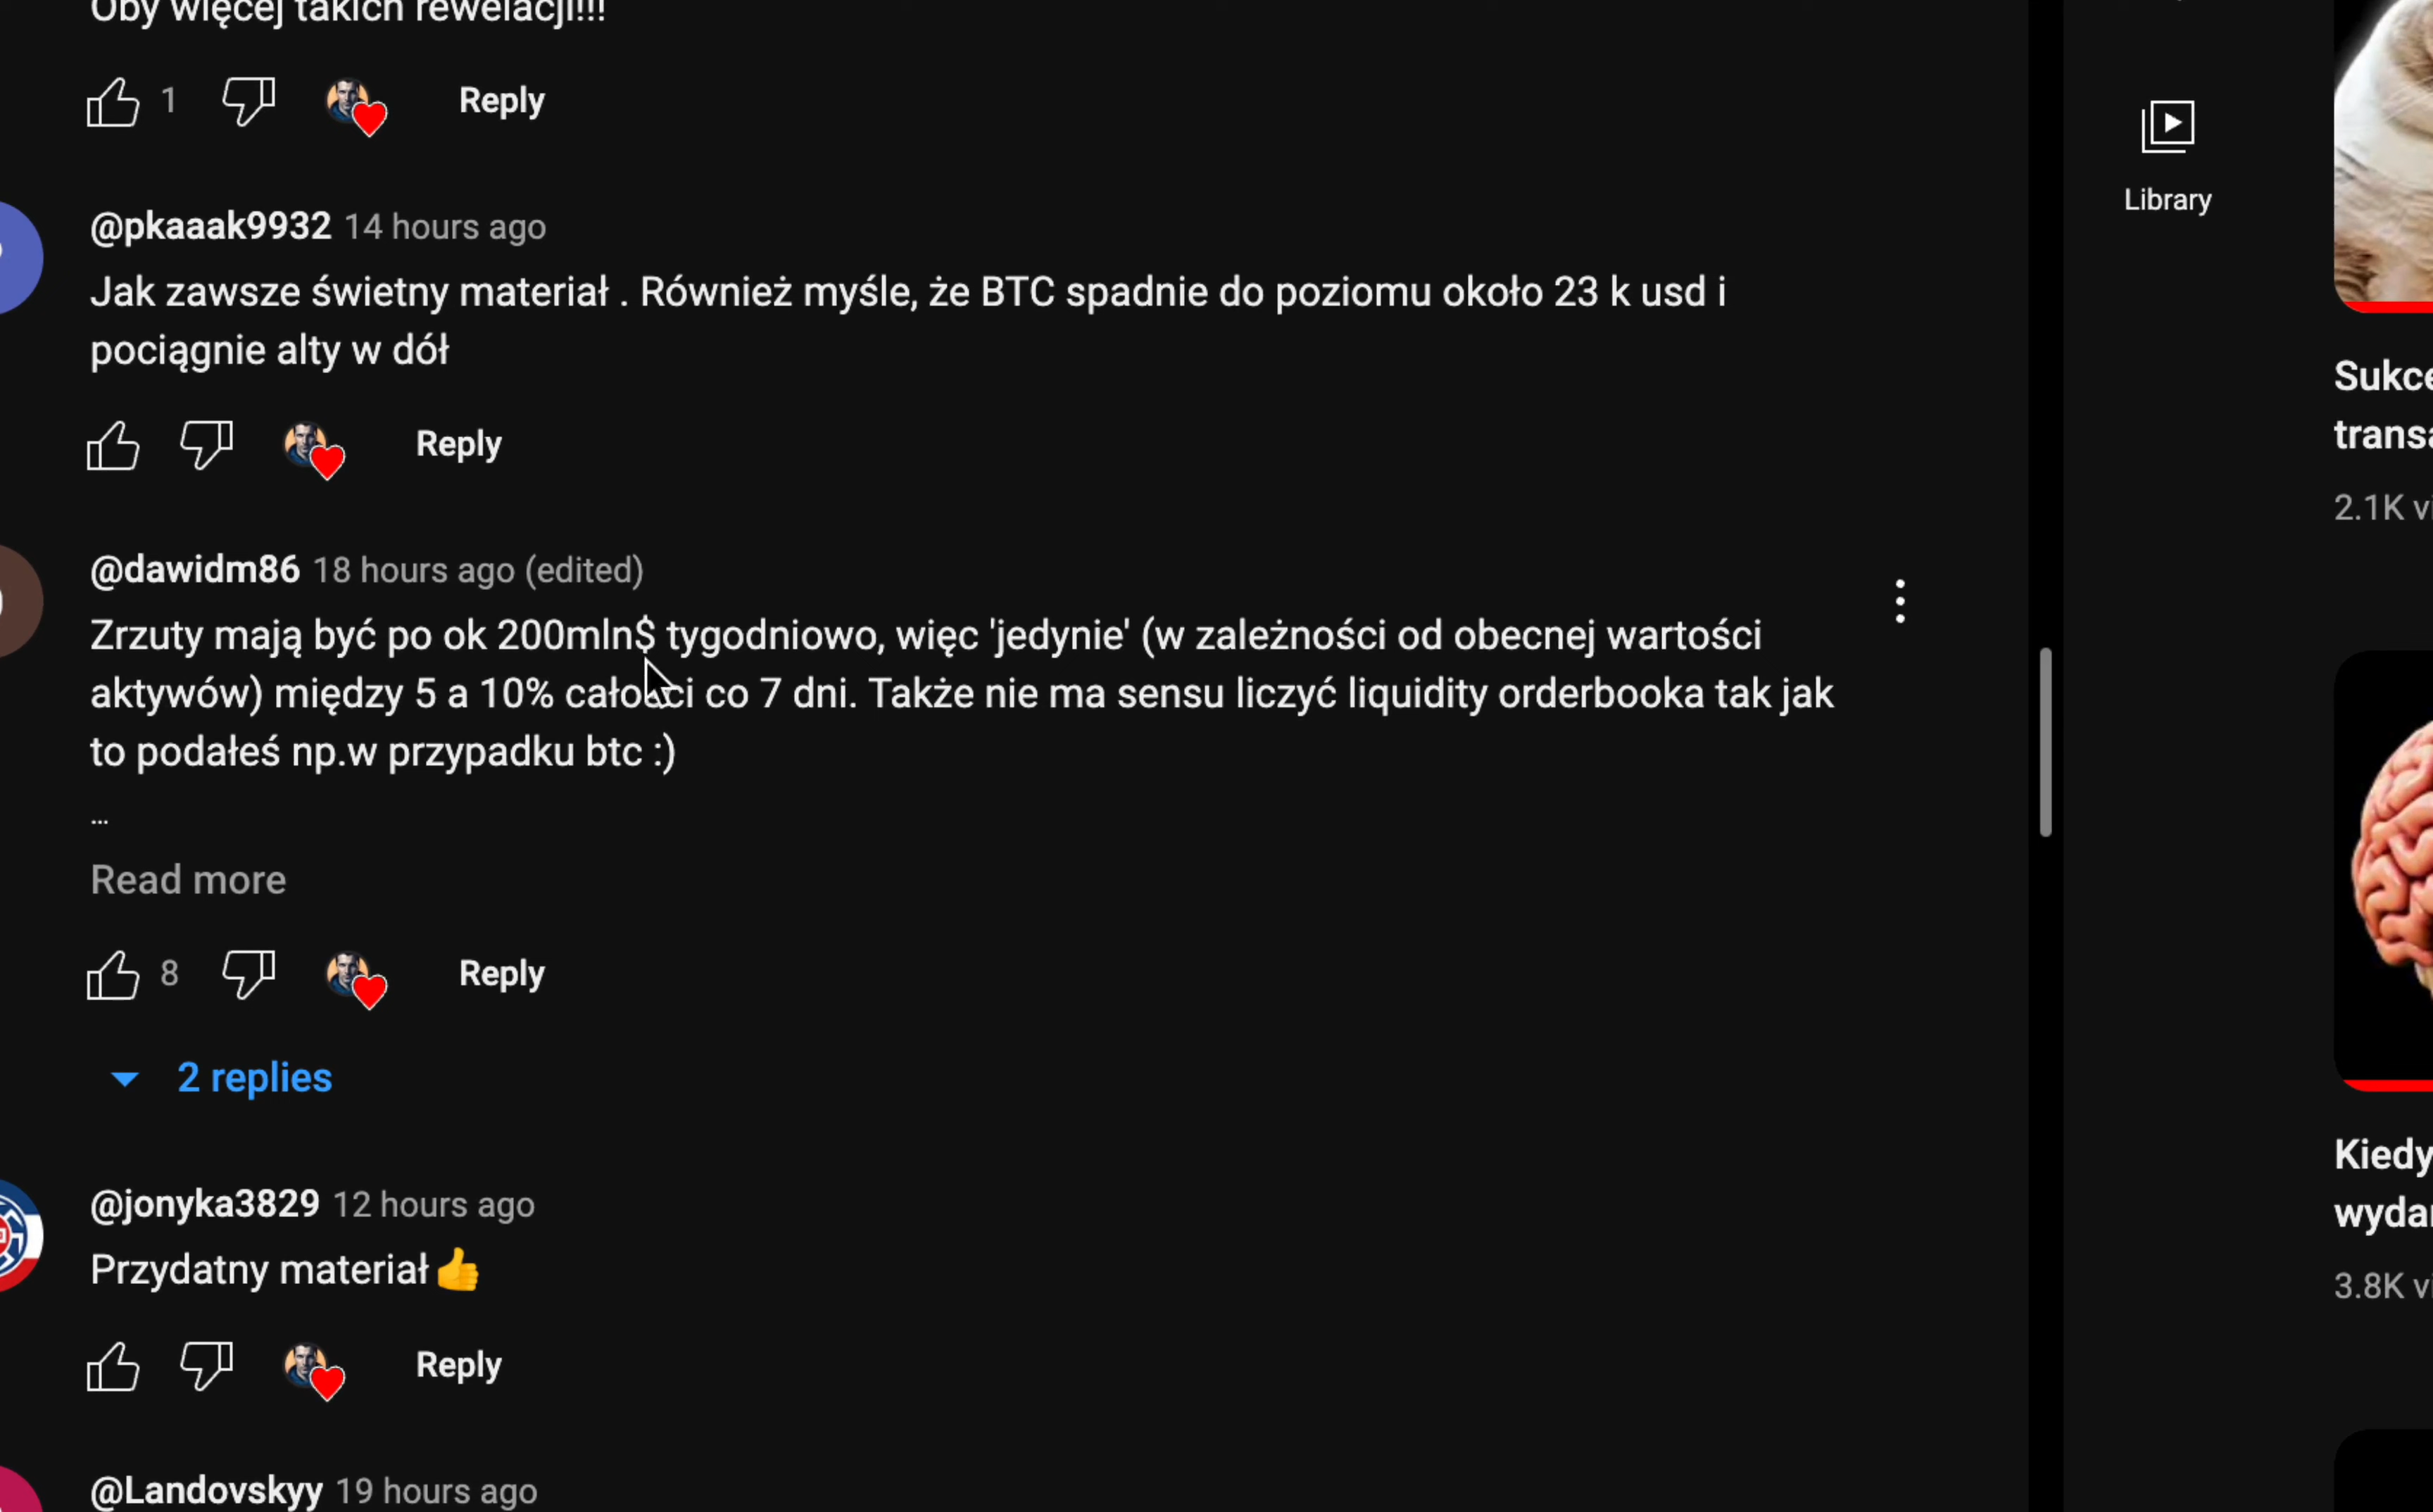 Oby więcej takich rewelacji!!!
1
Reply
@pkaaak9932 14 hours ago
Jak zawsze świetny materiał . Również myśle, że BTC spadnie do poziomu około 23 k usd i
pociągnie alty w dół
Reply
@dawidm86 18 hours ago (edited)
Zrzuty mają być po ok 200mln$ tygodniowo, więc 'jedynie' (w zależności od obecnej wartości
aktywów) między 5 a 10% całości co 7 dni. Także nie ma sensu liczyć liquidity orderbooka tak jak
to podałeś np.w przypadku btc :)
...
Read more
8
Reply
2 replies
@jonyka3829 12 hours ago
Przydatny materiał👍
Reply
@Landovskyy 19 hours ago
Library
Sukce
transa
2.1K vi
Kiedy
wydar
3.8K vi